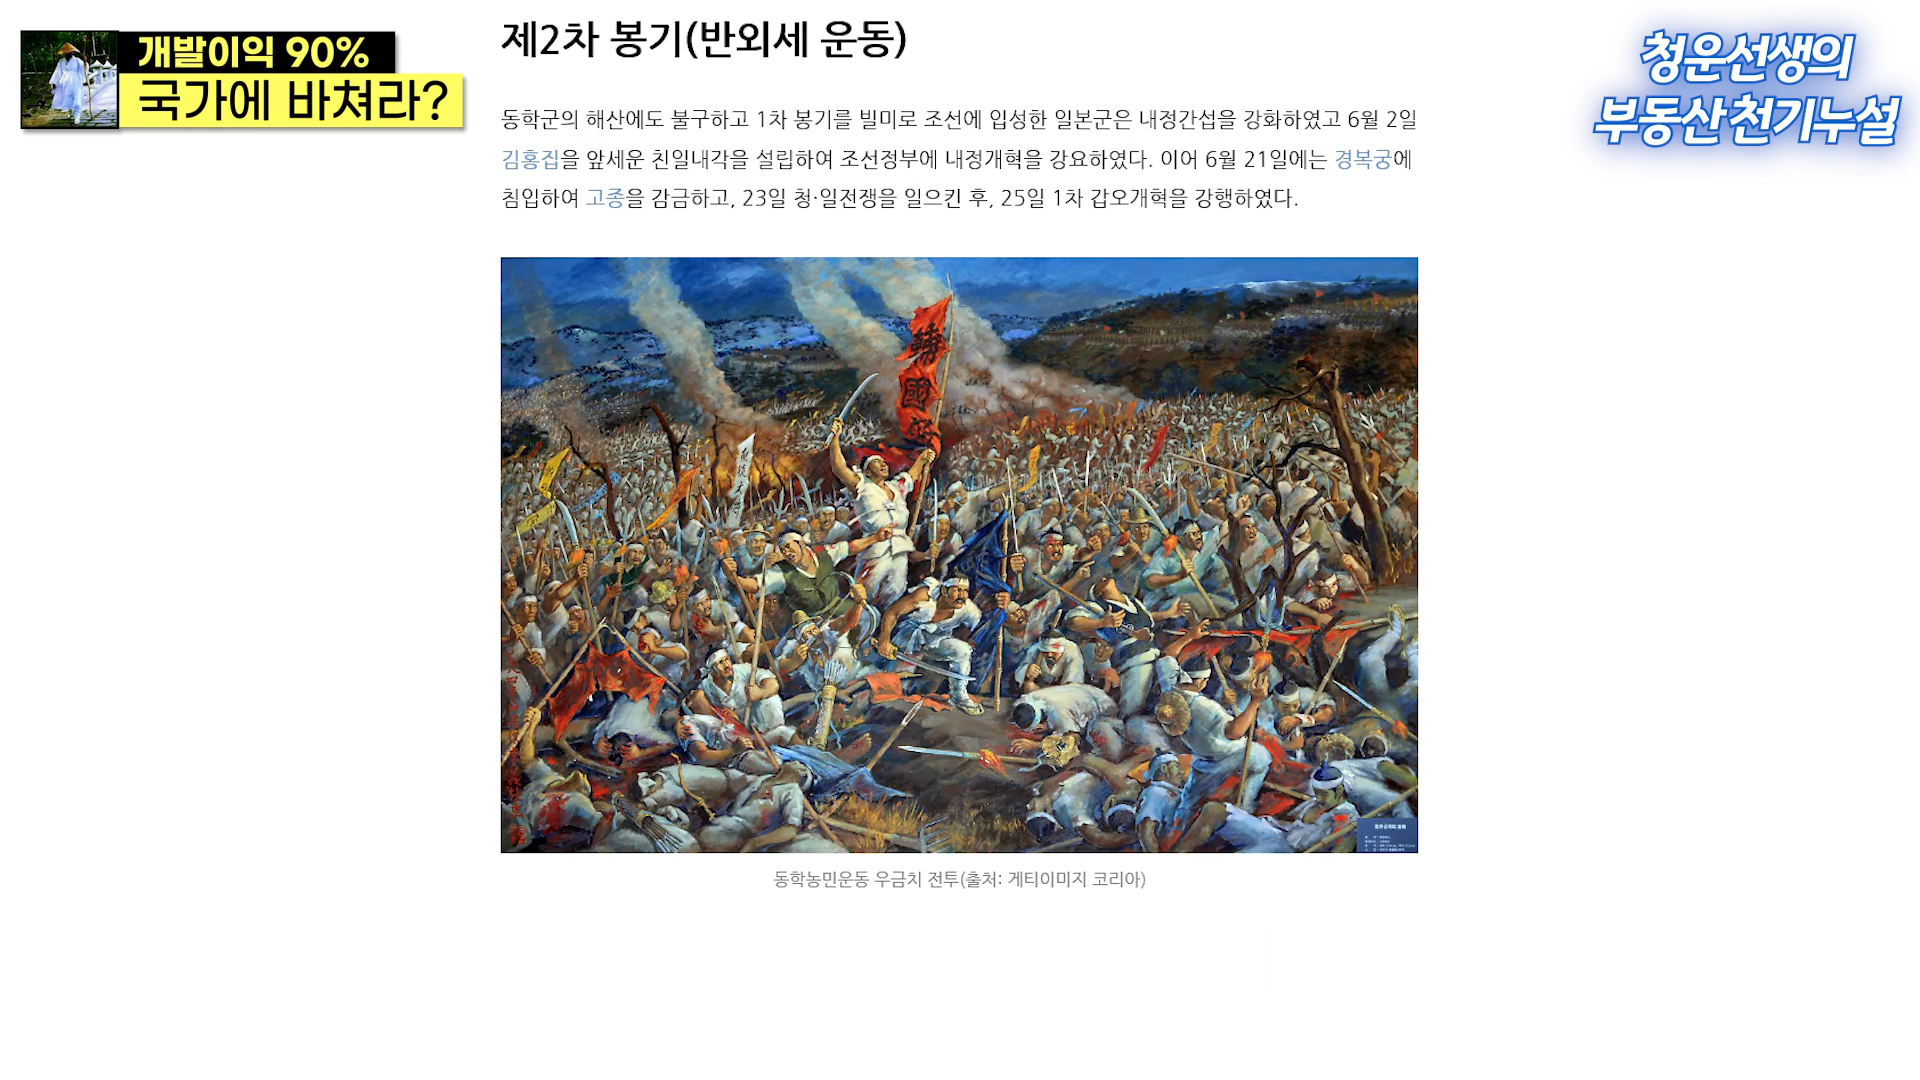 개발이익 90%
국가에 바쳐라?
제2차 봉기(반외세 운동)
청운선생의
부동산 천기누설
동학군의 해산에도 불구하고 1차 봉기를 빌미로 조선에 입성한 일본군은 내정간섭을 강화하였고 6월 2일
김홍집을 앞세운 친일내각을 설립하여 조선정부에 내정개혁을 강요하였다. 이어 6월 21일에는 경복궁에
침입하여 고종을 감금하고, 23일 청·일전쟁을 일으킨 후, 25일 1차 갑오개혁을 강행하였다.
國
동학농민운동 우금치 전투(출처: 게티이미지 코리아)